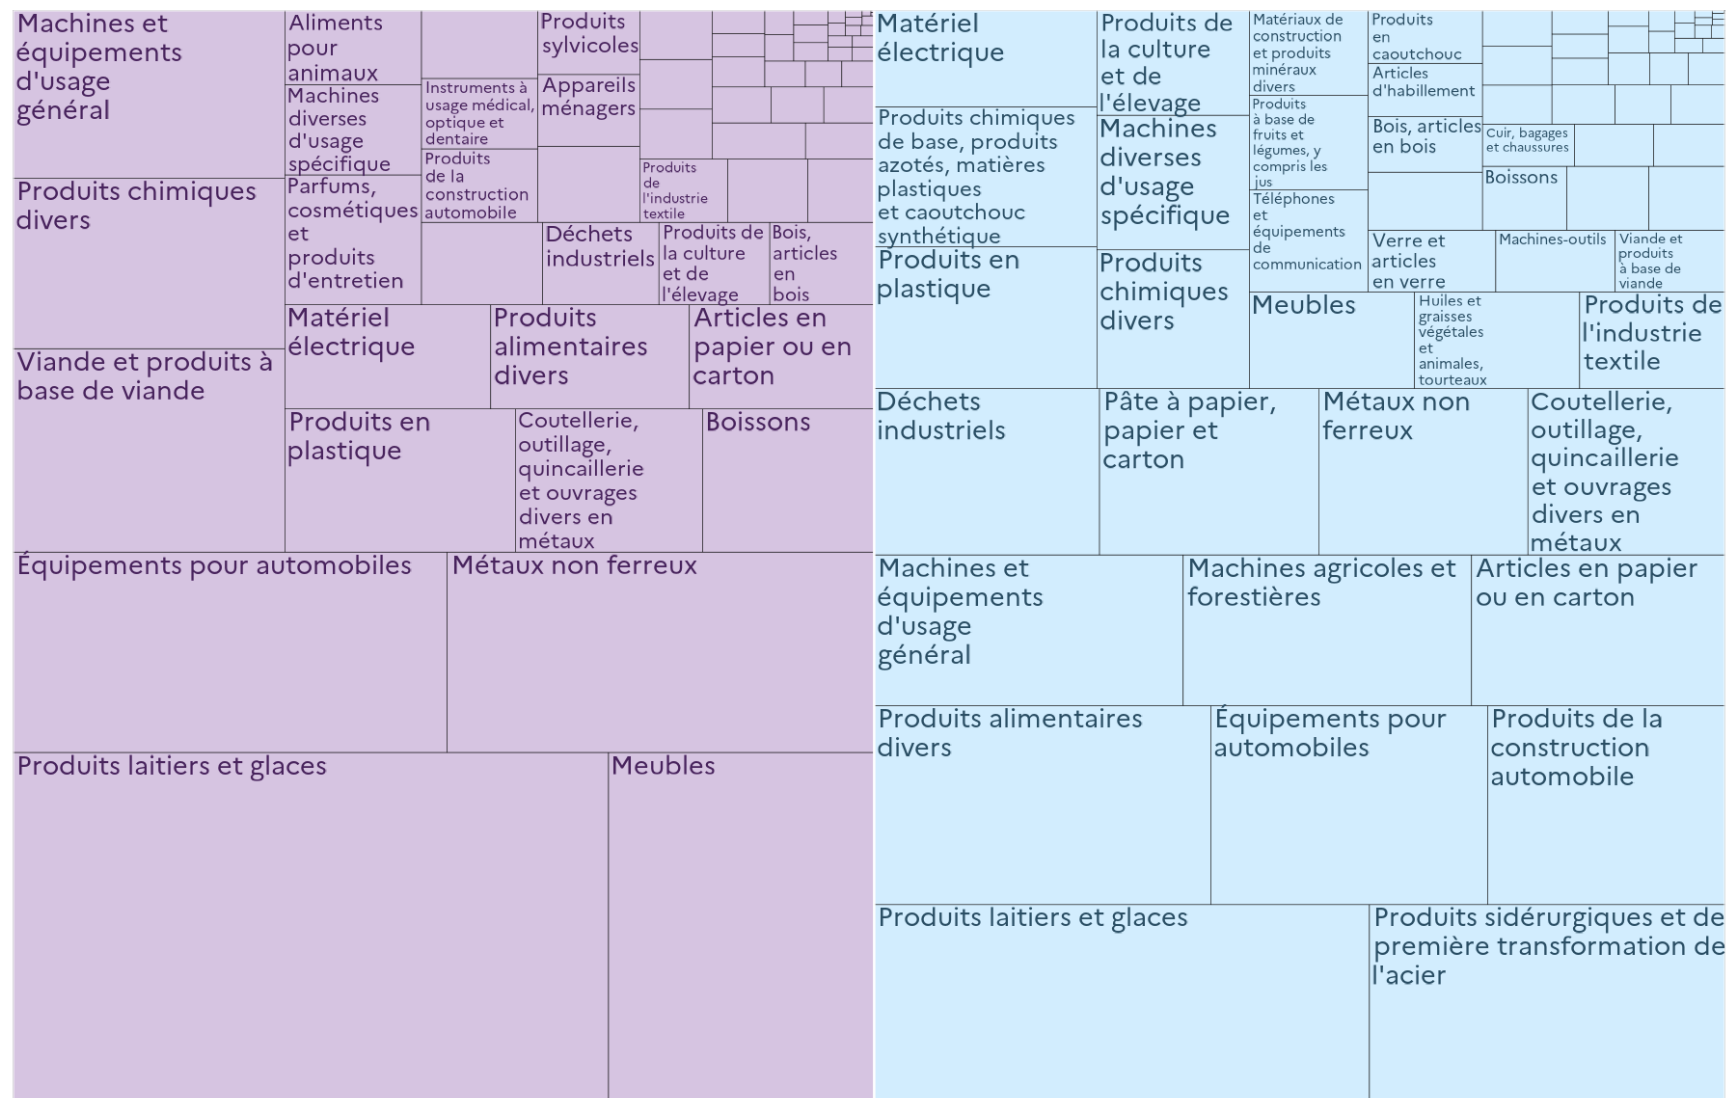 Machines et
équipements
d'usage
général
Aliments
pour
animaux
Machines
diverses
d'usage
spécifique
Parfums,
cosmétiques
et
produits
d'entretien
Instruments à
usage médical,
optique et
dentaire
Produits
de la
construction
automobile
Produits
sylvicoles
Appareils
ménagers
Produits
de
l'industrie
textile
Déchets
industriels
Produits de
la culture
et de
l'élevage
Bois,
articles
en
bois
Produits chimiques
divers
Viande et produits à
base de viande
Matériel
électrique
Produits
alimentaires
divers
Articles en
papier ou en
carton
Produits en
plastique
Coutellerie,
outillage,
quincaillerie
et ouvrages
divers en
métaux
Boissons
Équipements pour automobiles
Métaux non ferreux
Produits laitiers et glaces
Meubles
Matériel
électrique
Produits chimiques
de base, produits
azotés, matières
plastiques
et caoutchouc
synthétique
Produits en
plastique
Produits de
la culture
et de
l'élevage
Machines
diverses
d'usage
spécifique
Produits
chimiques
divers
Matériaux de
construction
et produits
minéraux
divers
Produits
à base de
fruits et
légumes, y
compris les
jus
Téléphones
et
équipements
de
communication
Produits
en
caoutchouc
Articles
d'habillement
Bois, articles
en bois
Cuir, bagages
et chaussures
Boissons
Verre et
articles
en verre
Machines-outils
Viande et
produits
à base de
viande
Meubles
Huiles et
graisses
végétales
et
animales,
tourteaux
Produits de
l'industrie
textile
Déchets
industriels
Pâte à papier,
papier et
carton
Métaux non
ferreux
Coutellerie,
outillage,
quincaillerie
et ouvrages
divers en
métaux
Machines et
équipements
d'usage
général
Machines agricoles et
forestières
Articles en papier
ou en carton
Produits alimentaires
divers
Équipements pour
automobiles
Produits de la
construction
automobile
Produits laitiers et glaces
Produits sidérurgiques et de
première transformation de
l'acier